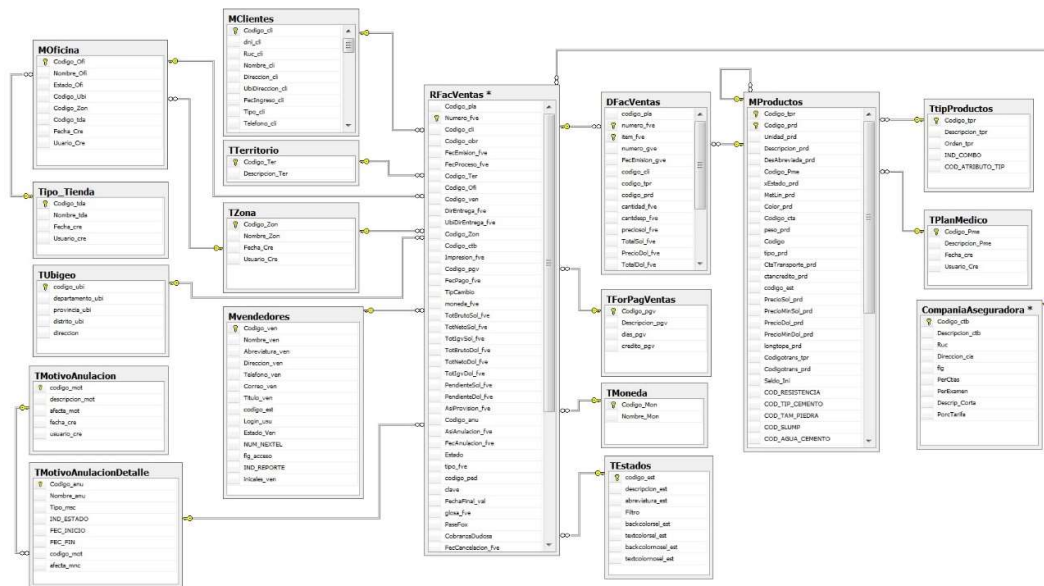 MOficina
Codigo_Ofi
Nombre_Ofi
Estado_Ofi
Codigo_Ubi
Codigo_Zon
Codigo_tda
Fecha_Cre
Uuario_Cre
Tipo_Tienda
Codigo_tda
Nombre_tda
Fecha_cre
Usuario_cre
TUbigeo
codigo_ubi
departamento_ubi
provincia_ubi
distrito_ubi
direccion
TMotivoAnulacion
codigo_mot
descripcion_mot
afecta_mot
fecha_cre
usuario_cre
TMotivoAnulacionDetalle
Codigo_anu
Nombre_anu
Tipo_msc
IND_ESTADO
FEC_INICIO
FEC_FIN
codigo_mot
afecta_mnc
MClientes
Codigo_cli
dni_cli
Ruc_cli
Nombre_cli
Direccion_cli
UbiDireccion_cli
FecIngreso_cli
Tipo_cli
Telefono_cli
TTerritorio
Codigo_Ter
Descripcion_Ter
TZona
Codigo_Zon
Nombre_Zon
Fecha_Cre
Usuario_Cre
Mvendedores
Codigo_ven
Nombre_ven
Abreviatura_ven
Direccion_ven
Telefono_ven
Correo_ven
Titulo_ven
codigo_est
Login_usu
Estado_Ven
NUM_NEXTEL
flg_acceso
IND_REPORTE
Inicales_ven
RFacVentas *
Codigo_pla
Numero_fve
Codigo_cli
Codigo_obr
FecEmision_fve
FecProceso_fve
Codigo_Ter
Codigo_Ofi
Codigo_ven
DirEntrega_fve
UbiDirEntrega_fve
Codigo_Zon
Codigo_ctb
Impresion_fve
Codigo_pgv
FecPago_fve
TipCambio
moneda_fve
TotBrutoSol_fve
TotNetoSol_fve
TotIgvSol_fve
TotBrutoDol_fve
TotNetoDol_fve
TotIgvDol_fve
PendienteSol_fve
PendienteDol_fve
AsiProvision_fve
Codigo_anu
AsiAnulacion_fve
FecAnulacion_fve
Estado
tipo_fve
codigo_ped
clave
FechaFinal_val
glosa_fve
PaseFox
CobranzaDudosa
FecCancelacion_fve
DFacVentas
codigo_pla
numero_fve
item_fve
numero_gve
FecEmision_gve
codigo_cli
codigo_tpr
codigo_prd
cantidad_fve
cantdesp_fve
preciosol_fve
TotalSol_fve
PrecioDol_fve
TotalDol_fve
TForPagVentas
Codigo_pgv
Descripcion_pgv
dias_pgv
credito_pgv
TMoneda
Codigo_Mon
Nombre_Mon
TEstados
codigo_est
descripcion_est
abreviatura_est
Filtro
backcolorsel_est
textcolorsel_est
backcolornosel_est
textcolornosel_est
MProductos
Codigo_tpr
Codigo_prd
Unidad_prd
Descripcion_prd
DesAbreviada_prd
Codigo_Pme
xEstado_prd
MatLin_prd
Color_prd
Codigo_cta
peso_prd
Codigo
tipo_prd
CtaTransporte_prd
ctancredito_prd
codigo_est
PrecioSol_prd
PrecioMinSol_prd
PrecioDol_prd
PrecioMinDol_prd
longtope_prd
Codigotrans_tpr
Codigotrans_prd
Saldo_Ini
COD_RESISTENCIA
COD_TIP_CEMENTO
COD_TAM_PIEDRA
COD_SLUMP
COD_AGUA_CEMENTO
TtipProductos
Codigo_tpr
Descripcion_tpr
Orden_tpr
IND_COMBO
COD_ATRIBUTO_TIP
TPlanMedico
Codigo_Pme
Descripcion_Pme
Fecha_cre
Usuario_Cre
CompaniaAseguradora *
Codigo_ctb
Descripcion_ctb
Ruc
Direccion_cia
flg
PerCitas
PerExamen
Descrip_Corta
PorcTarifa